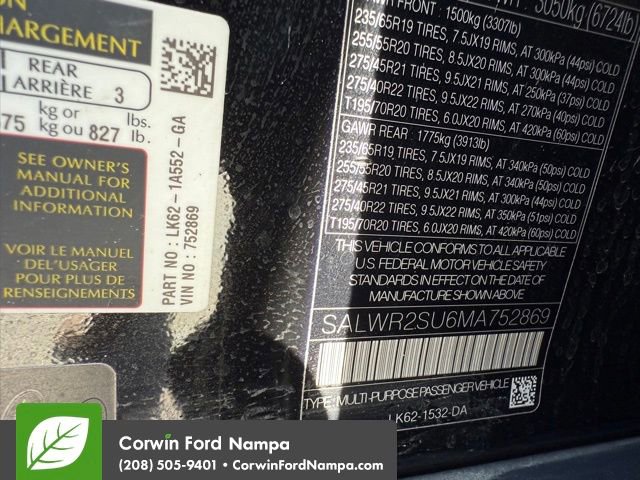 ON
CHARGEMENT
REAR
ARRIÈRE 3
kg or lbs.
75 kg ou 827 lb.
SEE OWNER'S
MANUAL FOR
ADDITIONAL
INFORMATION
VOIR LE MANUEL
DEL'USAGER
POUR PLUS DE
RENSEIGNEMENTS
PART NO : LK62-1A552-GA
VIN NO : 752869
3050kg (6724lb
GAWR FRONT : 1500kg (3307lb)
235/65R19 TIRES, 7.5JX19 RIMS, AT 300kPa (44psi) COLD
255/55R20 TIRES, 8.5JX20 RIMS, AT 300kPa (44psi) COLD
275/45R21 TIRES, 9.5JX21 RIMS, AT 250kPa (37psi) COLD
275/40R22 TIRES, 9.5JX22 RIMS, AT 270kPa (40psi) COLD
T195/70R20 TIRES, 6.0JX20 RIMS, AT 420kPa (60psi) COLD
GAWR REAR : 1775kg (3913lb)
235/65R19 TIRES, 7.5JX19 RIMS, AT 340kPa (50psi) COLD
255/55R20 TIRES, 8.5JX20 RIMS, AT 340kPa (50psi) COLD
275/45R21 TIRES, 9.5JX21 RIMS, AT 300kPa (44psi) COLD
275/40R22 TIRES, 9.5JX22 RIMS, AT 350kPa (51psi) COLD
T195/70R20 TIRES, 6.0JX20 RIMS, AT 420kPa (60psi) COLD
THIS VEHICLE CONFORMS TO ALL APPLICABLE
U.S. FEDERAL MOTOR VEHICLE SAFETY
STANDARDS IN EFFECT ON THE DATE OF
MANUFACTURE SHOWN ABOVE
SALWR2SU6MA752869
TYPE: MULTI-PURPOSE PASSENGER VEHICLE
LK62-1532-DA
Corwin Ford Nampa
(208) 505-9401 • CorwinFordNampa.com